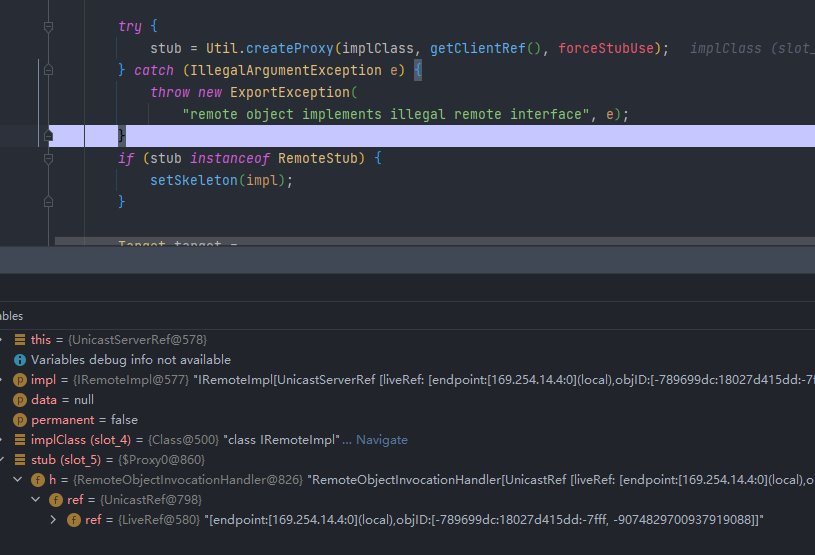 try {
stub = Util.createProxy(implClass, getClientRef(), forceStubUse); implClass (slot_
} catch (IllegalArgumentException e) {
throw new ExportException(
"remote object implements illegal remote interface", e);
}
if (stub instanceof RemoteStub) {
setSkeleton(impl);
}
Target target =
ables
this = {UnicastServerRef@578}
Variables debug info not available
impl = {IRemoteImpl@577} "IRemoteImpl[UnicastServerRef [liveRef: [endpoint:[169.254.14.4:0](local),objID:[-789699dc:18027d415dd:-7f
data = null
permanent = false
implClass (slot_4) = {Class@500} "class IRemoteImpl"... Navigate
stub (slot_5) = {$Proxy0@860}
h = {RemoteObjectInvocationHandler@826} "RemoteObjectInvocationHandler[UnicastRef [liveRef: [endpoint:[169.254.14.4:0](local),o
ref = {UnicastRef@798}
ref = {LiveRef@580} "[endpoint:[169.254.14.4:0](local),objID:[-789699dc:18027d415dd:-7fff, -9074829700937919088]]"